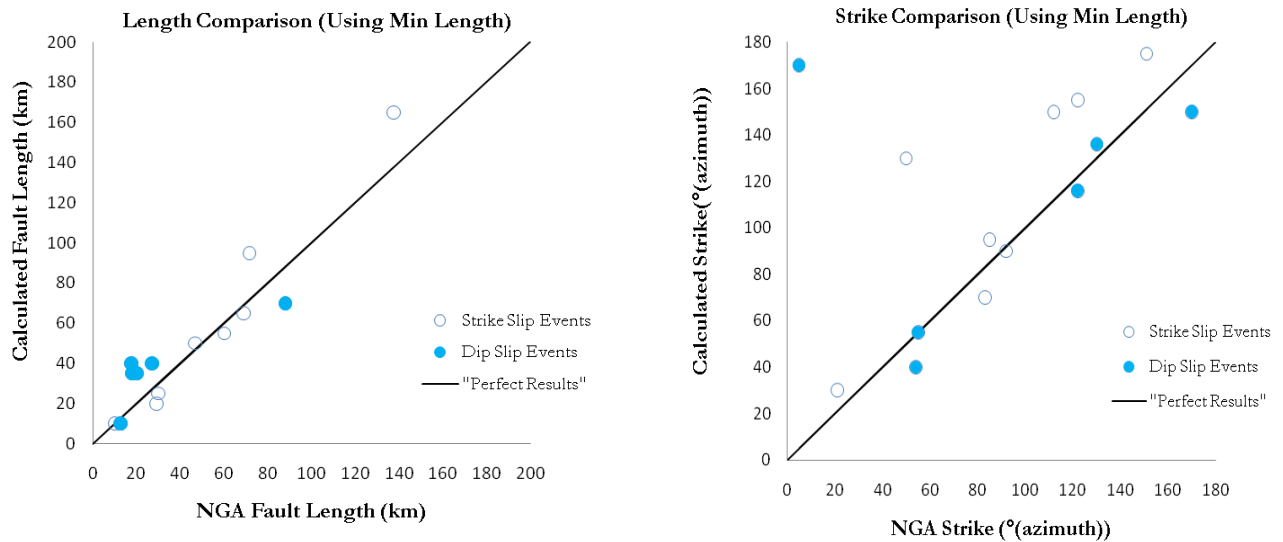 Length Comparison (Using Min Length)
200
180
160
140
120
100
80
60
40
20
0
Calculated Fault Length (km)
0 20 40 60 80 100 120 140 160 180 200
NGA Fault Length (km)
Strike Slip Events
Dip Slip Events
"Perfect Results"
Strike Comparison (Using Min Length)
180
160
140
120
100
80
60
40
20
0
Calculated Strike(°(azimuth))
0 20 40 60 80 100 120 140 160 180
NGA Strike (°(azimuth))
Strike Slip Events
Dip Slip Events
"Perfect Results"